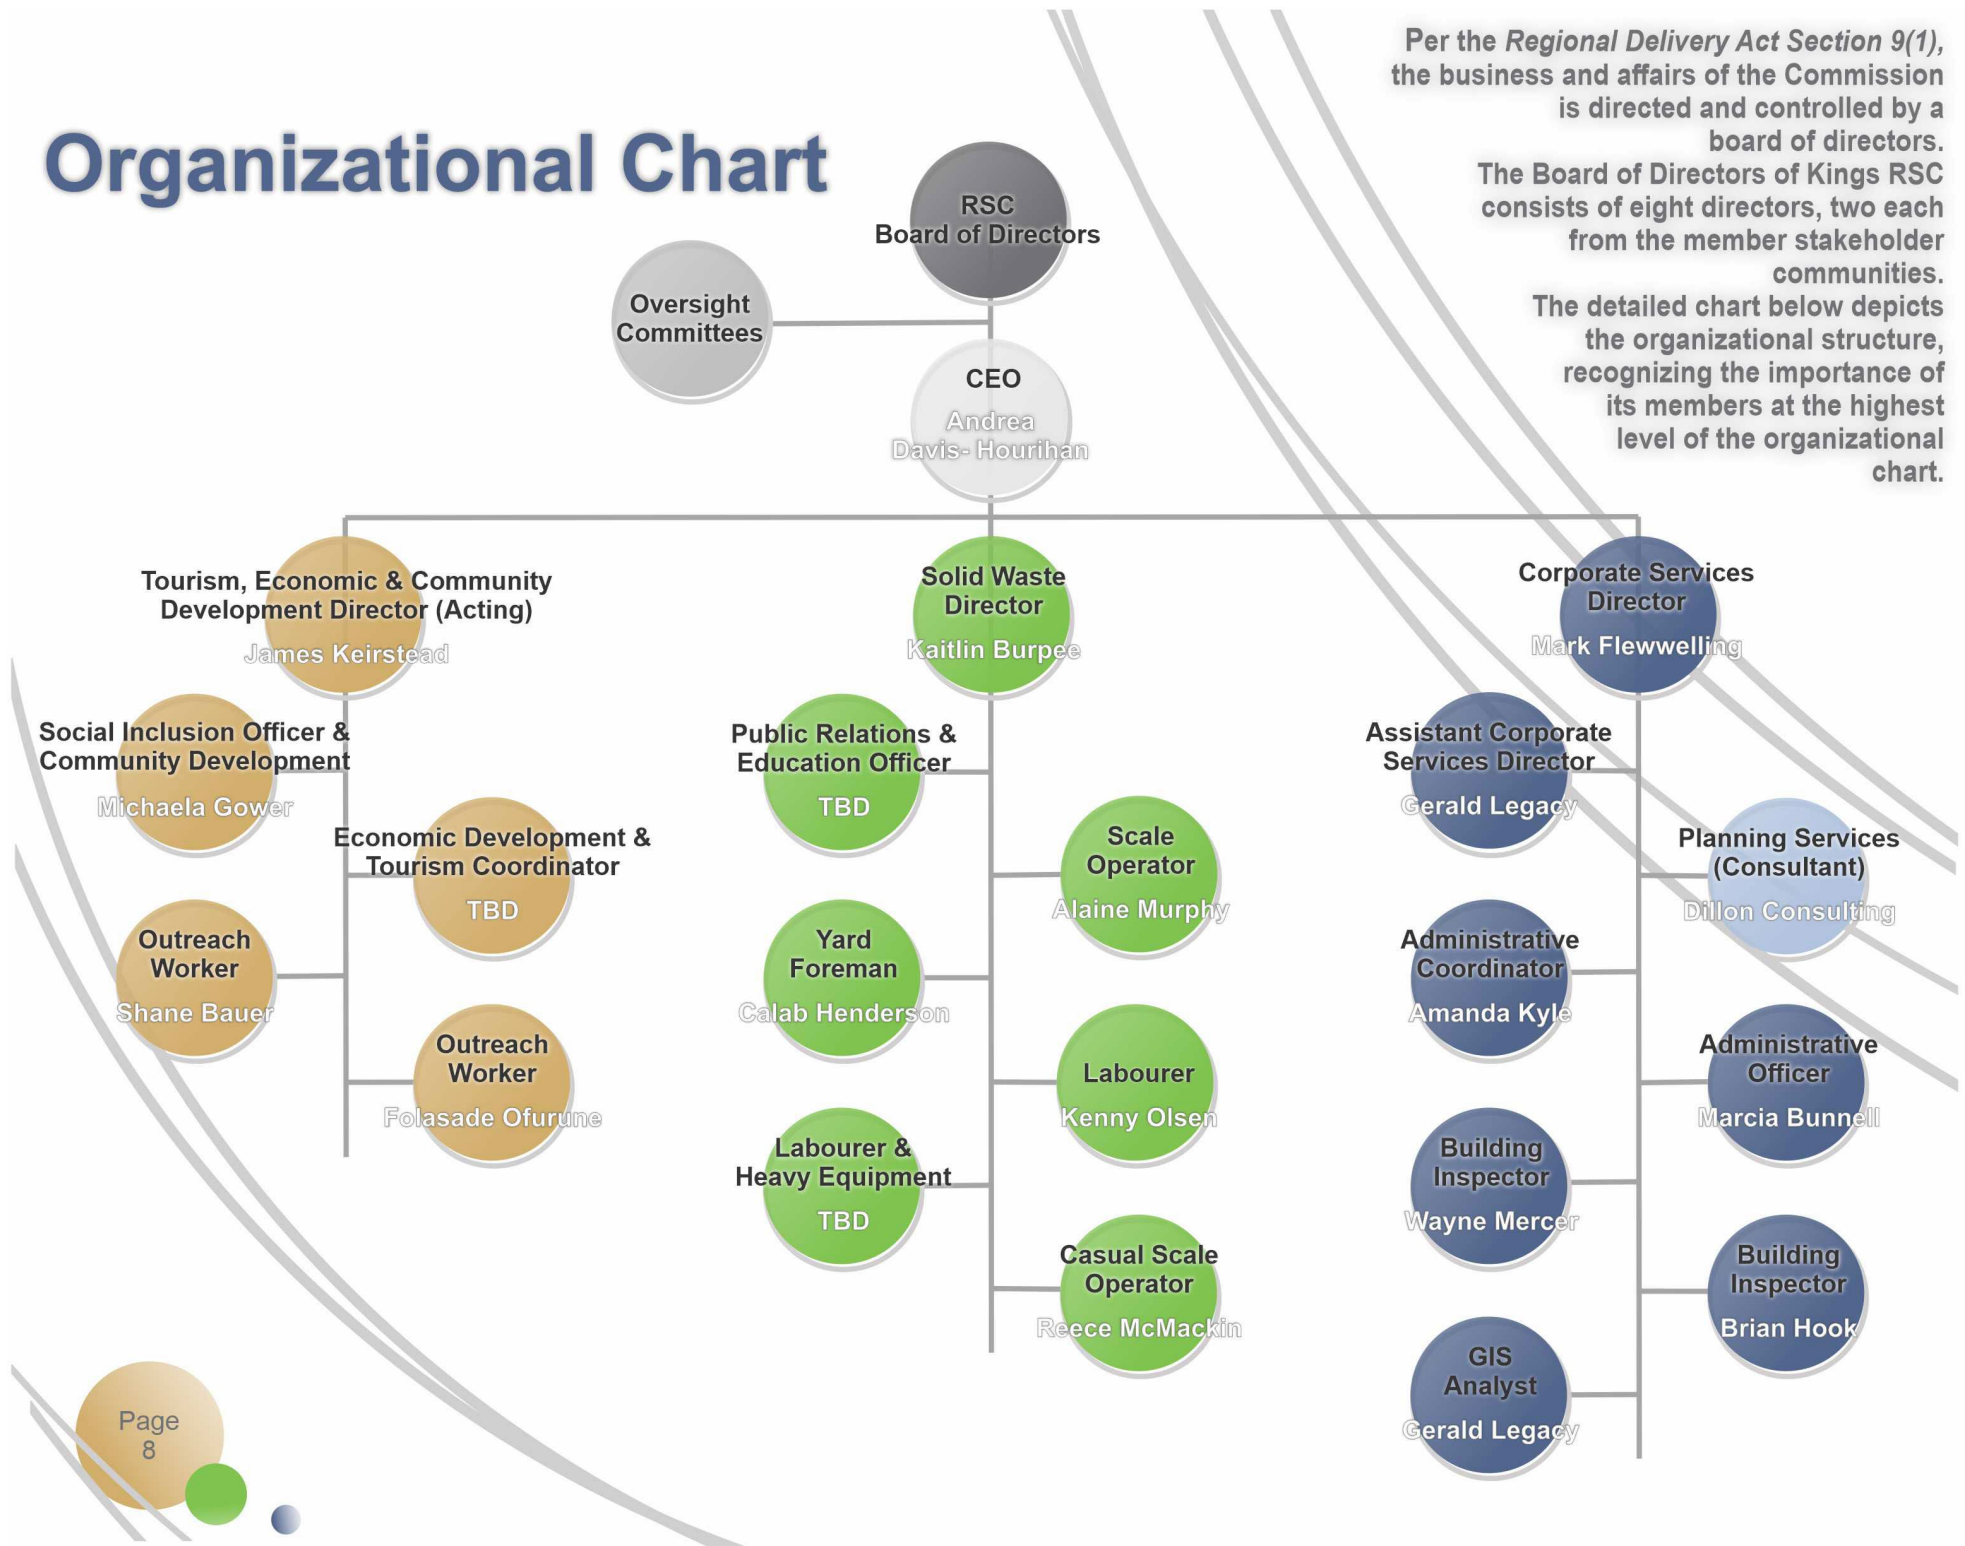 Organizational Chart
Per the Regional Delivery Act Section 9(1),
the business and affairs of the Commission
is directed and controlled by a
board of directors.
The Board of Directors of Kings RSC
consists of eight directors, two each
from the member stakeholder
communities.
The detailed chart below depicts
the organizational structure,
recognizing the importance of
its members at the highest
level of the organizational
chart.
RSC
Board of Directors
Oversight
Committees
CEO
Andrea
Davis- Hourihan
Tourism, Economic & Community
Development Director (Acting)
James Keirstead
Social Inclusion Officer &
Community Development
Michaela Gower
Economic Development &
Tourism Coordinator
TBD
Outreach
Worker
Shane Bauer
Outreach
Worker
Folasade Ofurune
Solid Waste
Director
Kaitlin Burpee
Public Relations &
Education Officer
TBD
Scale
Operator
Alaine Murphy
Yard
Foreman
Calab Henderson
Labourer
Kenny Olsen
Labourer &
Heavy Equipment
TBD
Casual Scale
Operator
Reece McMackin
Corporate Services
Director
Mark Flewwelling
Assistant Corporate
Services Director
Gerald Legacy
Planning Services
(Consultant)
Dillon Consulting
Administrative
Coordinator
Amanda Kyle
Administrative
Officer
Marcia Bunnell
Building
Inspector
Wayne Mercer
Building
Inspector
Brian Hook
GIS
Analyst
Gerald Legacy
Page
8